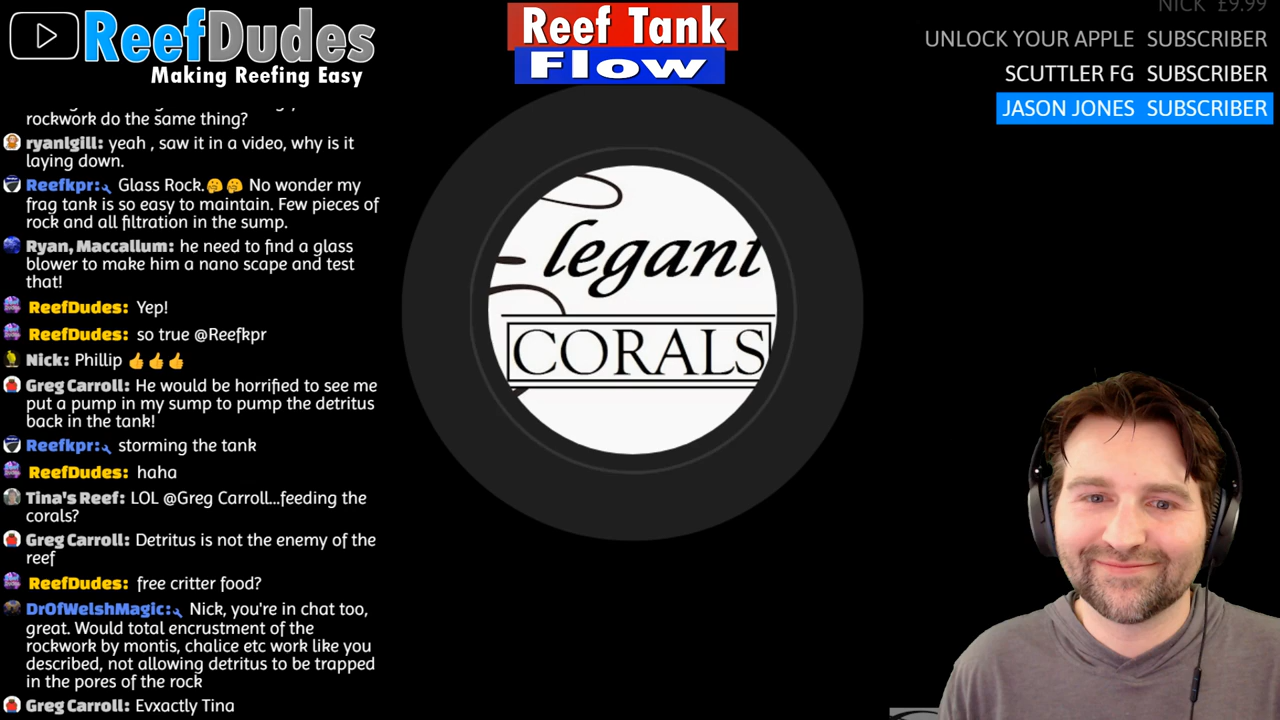 ReefDudes
Making Reefing Easy
Reef Tank
Flow
NICK £9.99
UNLOCK YOUR APPLE SUBSCRIBER
SCUTTLER FG SUBSCRIBER
JASON JONES SUBSCRIBER
rockwork do the same thing?
ryanlgill: yeah , saw it in a video, why is it
laying down.
Reefkpr: Glass Rock.🤔🤔 No wonder my
frag tank is so easy to maintain. Few pieces of
rock and all filtration in the sump.
Ryan, Maccallum: he need to find a glass
blower to make him a nano scape and test
that!
ReefDudes: Yep!
ReefDudes: so true @Reefkpr
Nick: Phillip 👍👍👍
Greg Carroll: He would be horrified to see me
put a pump in my sump to pump the detritus
back in the tank!
Reefkpr: storming the tank
ReefDudes: haha
Tina's Reef: LOL @Greg Carroll...feeding the
corals?
Greg Carroll: Detritus is not the enemy of the
reef
ReefDudes: free critter food?
DrOfWelshMagic: Nick, you're in chat too,
great. Would total encrustment of the
rockwork by montis, chalice etc work like you
described, not allowing detritus to be trapped
in the pores of the rock
Greg Carroll: Evxactly Tina
legant
CORALS